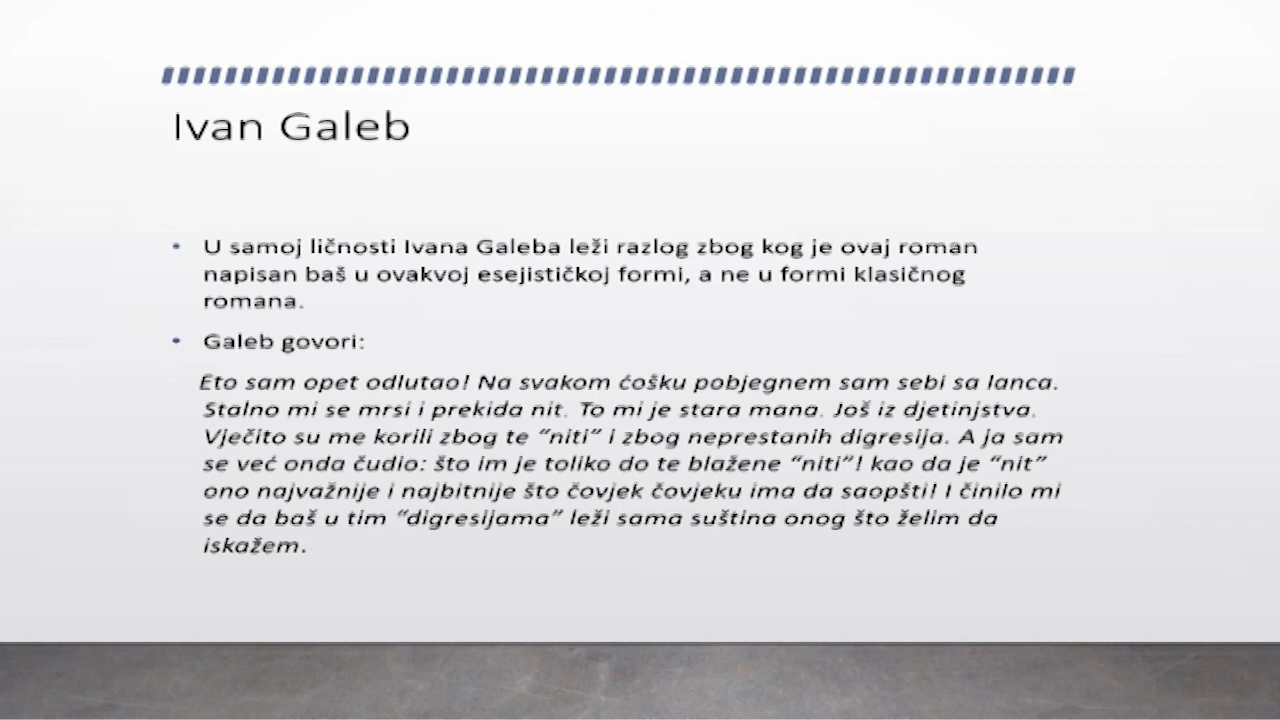 Ivan Galeb
• U samoj ličnosti Ivana Galeba leži razlog zbog kog je ovaj roman
napisan baš u ovakvoj esejističkoj formi, a ne u formi klasičnog
romana.
• Galeb govori:
Eto sam opet odlutao! Na svakom ćošku pobjegnem sam sebi sa lanca.
Stalno mi se mrsi i prekida nit. To mi je stara mana. Još iz djetinjstva.
Vječito su me korili zbog te “niti” i zbog neprestanih digresija. A ja sam
se već onda čudio: što im je toliko do te blažene “niti”! kao da je “nit”
ono najvažnije i najbitnije što čovjek čovjeku ima da saopšti! I činilo mi
se da baš u tim “digresijama” leži sama suština onog što želim da
iskažem.